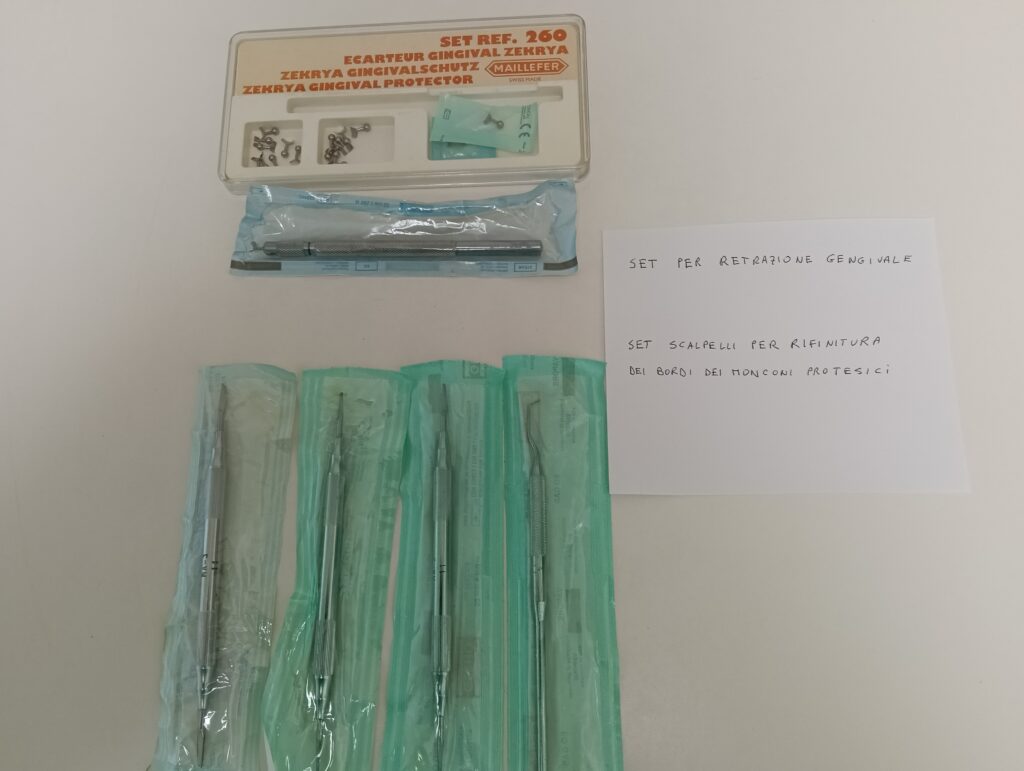 SET REF. 260
ECARTEUR GINGIVAL ZEKRYA
ZEKRYA GINGIVALSCHUTZ
MAILLEFER
SWISS MADE
ZEKRYA GINGIVAL PROTECTOR
CE
SET PER RETRAZIONE GENGIVALE
SET SCALPELLI PER RIFINITURA
DEI BORDI DEI MONCONI PROTESICI